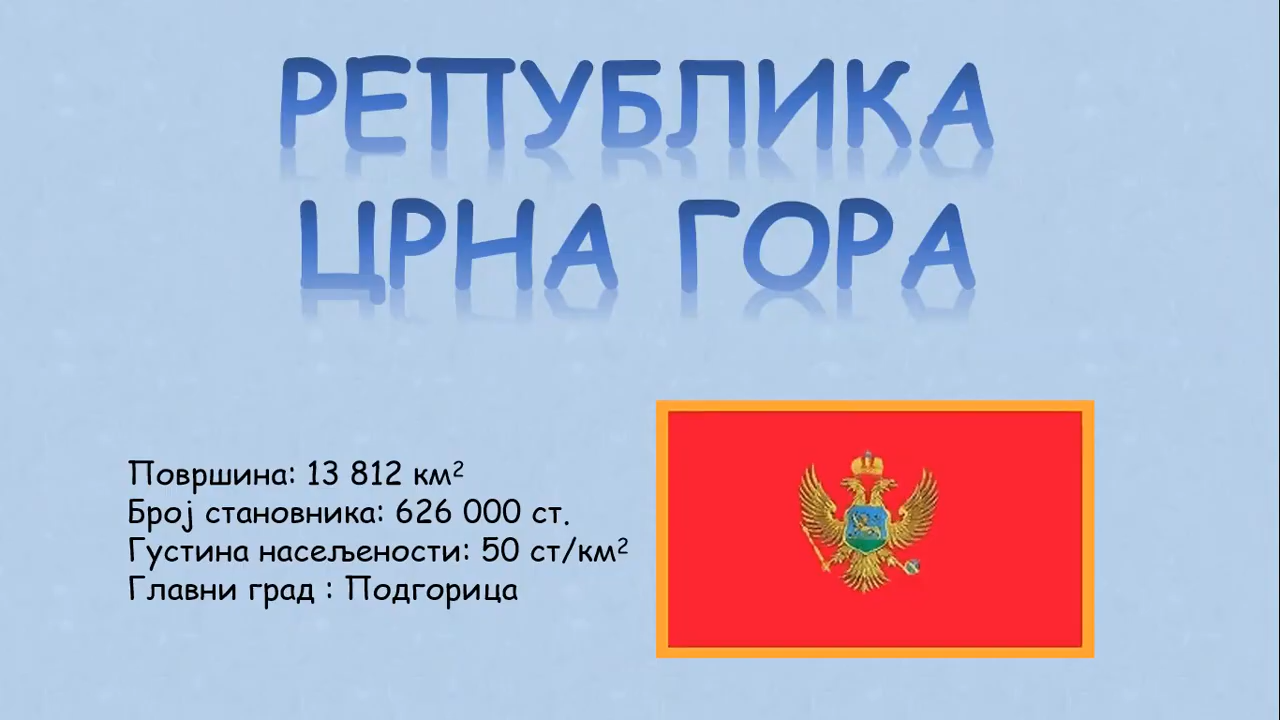 РЕПУБЛИКА
ЦРНА ГОРА
Површина: 13 812 км²
Број становника: 626 000 ст.
Густина насељености: 50 ст/км²
Главни град : Подгорица